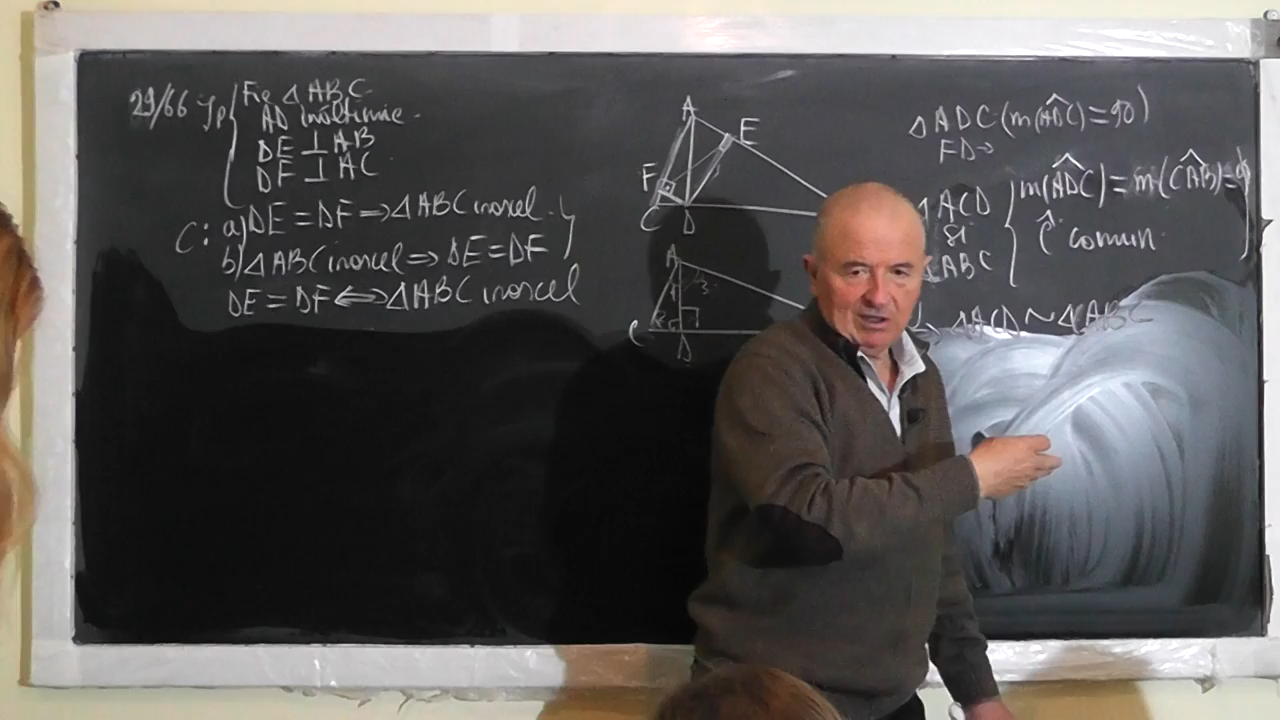 29/66 Ip { Fie △ABC
AD înălțime.
DE ⊥ AB
DF ⊥ AC
C: a) DE = DF ⇒ △ABC isoscel.
b) △ABC isoscel ⇒ DE = DF
DE = DF ⇔ △ABC isoscel
A
E
F
C D
A
C
D
△ADC (m(ADC) = 90)
FD→
△ACD
și
△ABC
m(ADC) = m(CAB) = 9
Ĉ comun.
△ACD ~ △ABC